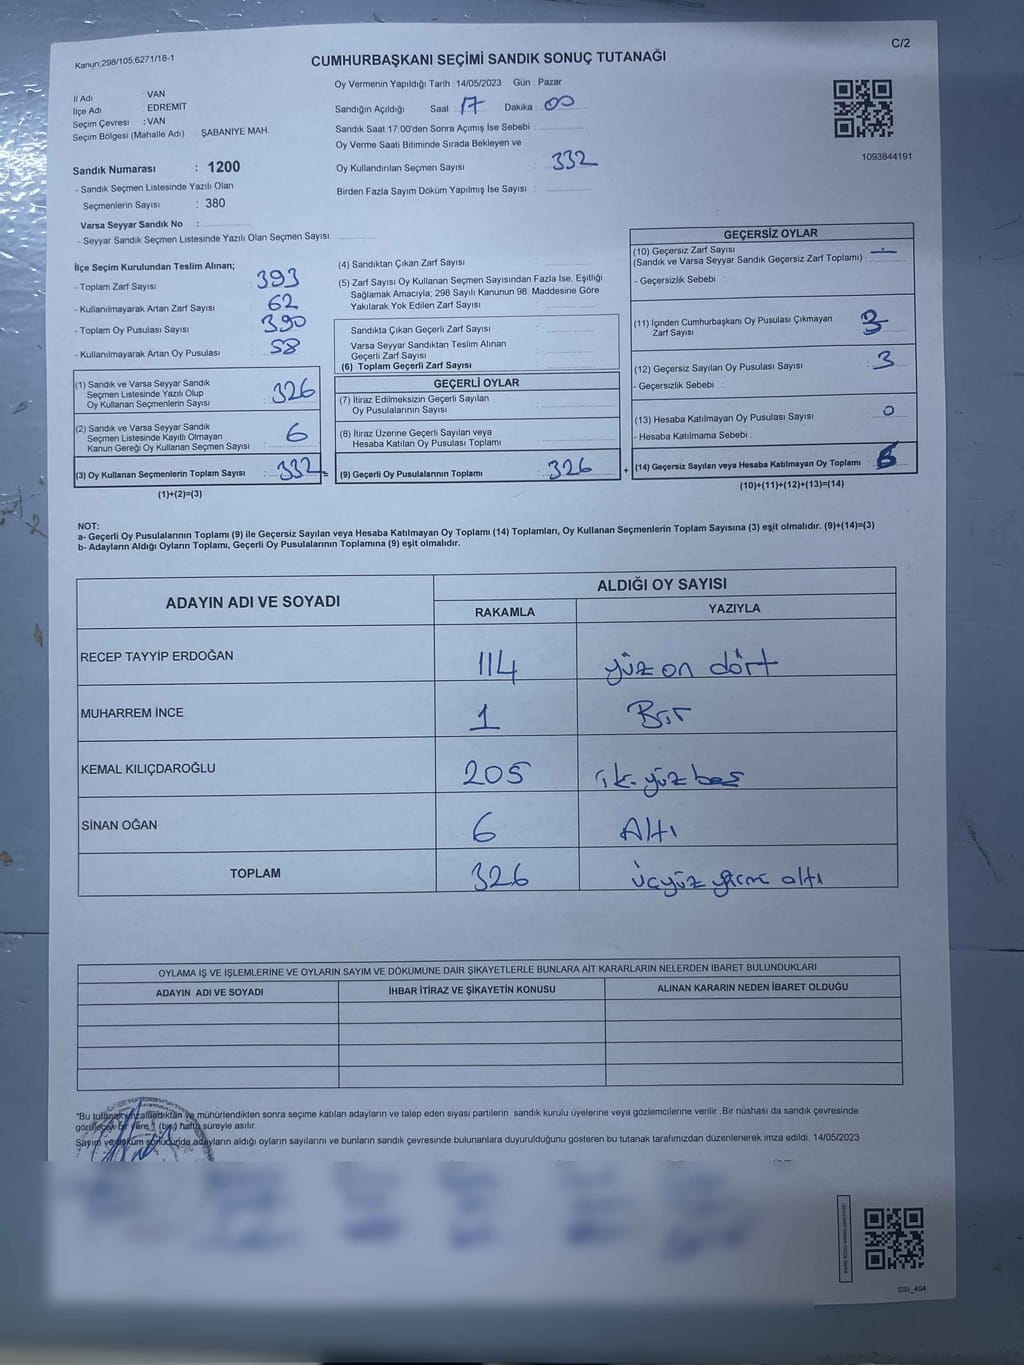 Kanun;298/105;6271/18-1
C/2
CUMHURBAŞKANI SEÇİMİ SANDIK SONUÇ TUTANAĞI
İl Adı : VAN
İlçe Adı : EDREMIT
Seçim Çevresi : VAN
Seçim Bölgesi (Mahalle Adı) : ŞABANIYE MAH
Sandık Numarası : 1200
- Sandık Seçmen Listesinde Yazılı Olan
Seçmenlerin Sayısı : 380
Varsa Seyyar Sandık No :
- Seyyar Sandık Seçmen Listesinde Yazılı Olan Seçmen Sayısı:
Oy Vermenin Yapıldığı Tarih :14/05/2023 Gün : Pazar
Sandığın Açıldığı Saat : 17 Dakika : 00
Sandık Saat 17.00'den Sonra Açımış İse Sebebi :
Oy Verme Saati Bitiminde Sırada Bekleyen ve
Oy Kullandırılan Seçmen Sayısı : 332
Birden Fazla Sayım Döküm Yapılmış İse Sayısı :
1093844191
İlçe Seçim Kurulundan Teslim Alınan;
- Toplam Zarf Sayısı : 393
- Kullanılmayarak Artan Zarf Sayısı : 62
- Toplam Oy Pusulası Sayısı : 390
- Kullanılmayarak Artan Oy Pusulası : 58
(1) Sandık ve Varsa Seyyar Sandık
Seçmen Listesinde Yazılı Olup
Oy Kullanan Seçmenlerin Sayısı : 326
(2) Sandık ve Varsa Seyyar Sandık
Seçmen Listesinde Kayıtlı Olmayan
Kanun Gereği Oy Kullanan Seçmen Sayısı : 6
(3) Oy Kullanan Seçmenlerin Toplam Sayısı : 332
(1)+(2)=(3)
(4) Sandıktan Çıkan Zarf Sayısı :
(5) Zarf Sayısı Oy Kullanan Seçmen Sayısından Fazla İse, Eşitliği
Sağlamak Amacıyla; 298 Sayılı Kanunun 98. Maddesine Göre
Yakılarak Yok Edilen Zarf Sayısı :
Sandıkta Çıkan Geçerli Zarf Sayısı :
Varsa Seyyar Sandıktan Teslim Alınan
Geçerli Zarf Sayısı :
(6) Toplam Geçerli Zarf Sayısı :
GEÇERLİ OYLAR
(7) İtiraz Edilmeksizin Geçerli Sayılan
Oy Pusulalarının Sayısı :
(8) İtiraz Üzerine Geçerli Sayılan veya
Hesaba Katılan Oy Pusulası Toplamı :
(9) Geçerli Oy Pusulalarının Toplamı : 326
+
GEÇERSİZ OYLAR
(10) Geçersiz Zarf Sayısı
(Sandık ve Varsa Seyyar Sandık Geçersiz Zarf Toplamı) : —
- Geçersizlik Sebebi :
(11) İçinden Cumhurbaşkanı Oy Pusulası Çıkmayan
Zarf Sayısı : 3
(12) Geçersiz Sayılan Oy Pusulası Sayısı : 3
- Geçersizlik Sebebi :
(13) Hesaba Katılmayan Oy Pusulası Sayısı : 0
- Hesaba Katılmama Sebebi :
(14) Geçersiz Sayılan veya Hesaba Katılmayan Oy Toplamı : 6
(10)+(11)+(12)+(13)=(14)
NOT:
a- Geçerli Oy Pusulalarının Toplamı (9) ile Geçersiz Sayılan veya Hesaba Katılmayan Oy Toplamı (14) Toplamları, Oy Kullanan Seçmenlerin Toplam Sayısına (3) eşit olmalıdır. (9)+(14)=(3)
b- Adayların Aldığı Oyların Toplamı, Geçerli Oy Pusulalarının Toplamına (9) eşit olmalıdır.
ADAYIN ADI VE SOYADI
ALDIĞI OY SAYISI
RAKAMLA YAZIYLA
RECEP TAYYİP ERDOĞAN 114 yüz on dört
MUHARREM İNCE 1 Bir
KEMAL KILIÇDAROĞLU 205 iki yüz beş
SİNAN OĞAN 6 Altı
TOPLAM 326 üçyüz yirmi altı
OYLAMA İŞ VE İŞLEMLERINE VE OYLARIN SAYIM VE DÖKÜMÜNE DAİR ŞİKAYETLERLE BUNLARA AİT KARARLARIN NELERDEN İBARET BULUNDUKLARI
ADAYIN ADI VE SOYADI İHBAR İTİRAZ VE ŞİKAYETİN KONUSU ALINAN KARARIN NEDEN İBARET OLDUĞU
"Bu tutanak imzalandıktan ve mühürlendikten sonra seçime katılan adayların ve talep eden siyasi partilerin sandık kurulu üyelerine veya gözlemcilerine verilir. Bir nüshası da sandık çevresinde
görülecek bir yere 1 (bir) hafta süreyle asılır.
Sayım ve döküm sonucunda adayların aldığı oyların sayılarını ve bunların sandık çevresinde bulunanlara duyurulduğunu gösteren bu tutanak tarafımızdan düzenlenerek imza edildi. 14/05/2023
SSI_404